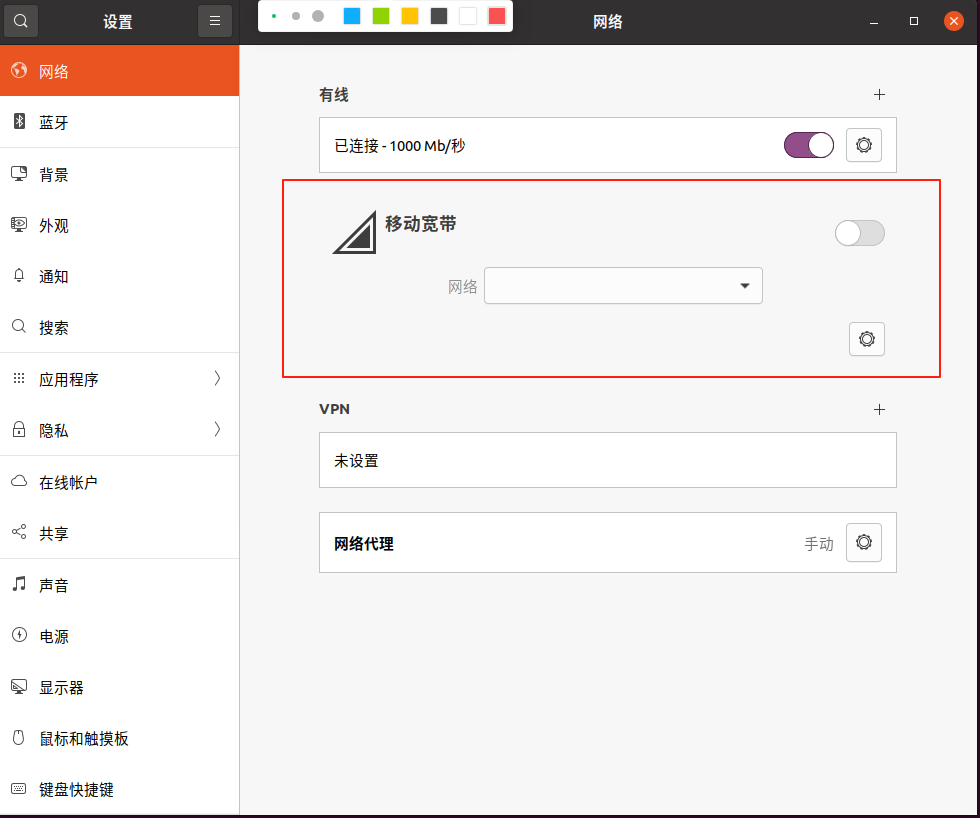 设置
网络
网络
蓝牙
背景
外观
通知
搜索
应用程序
隐私
在线帐户
共享
声音
电源
显示器
鼠标和触摸板
键盘快捷键
有线
已连接 - 1000 Mb/秒
移动宽带
网络
VPN
未设置
网络代理
手动